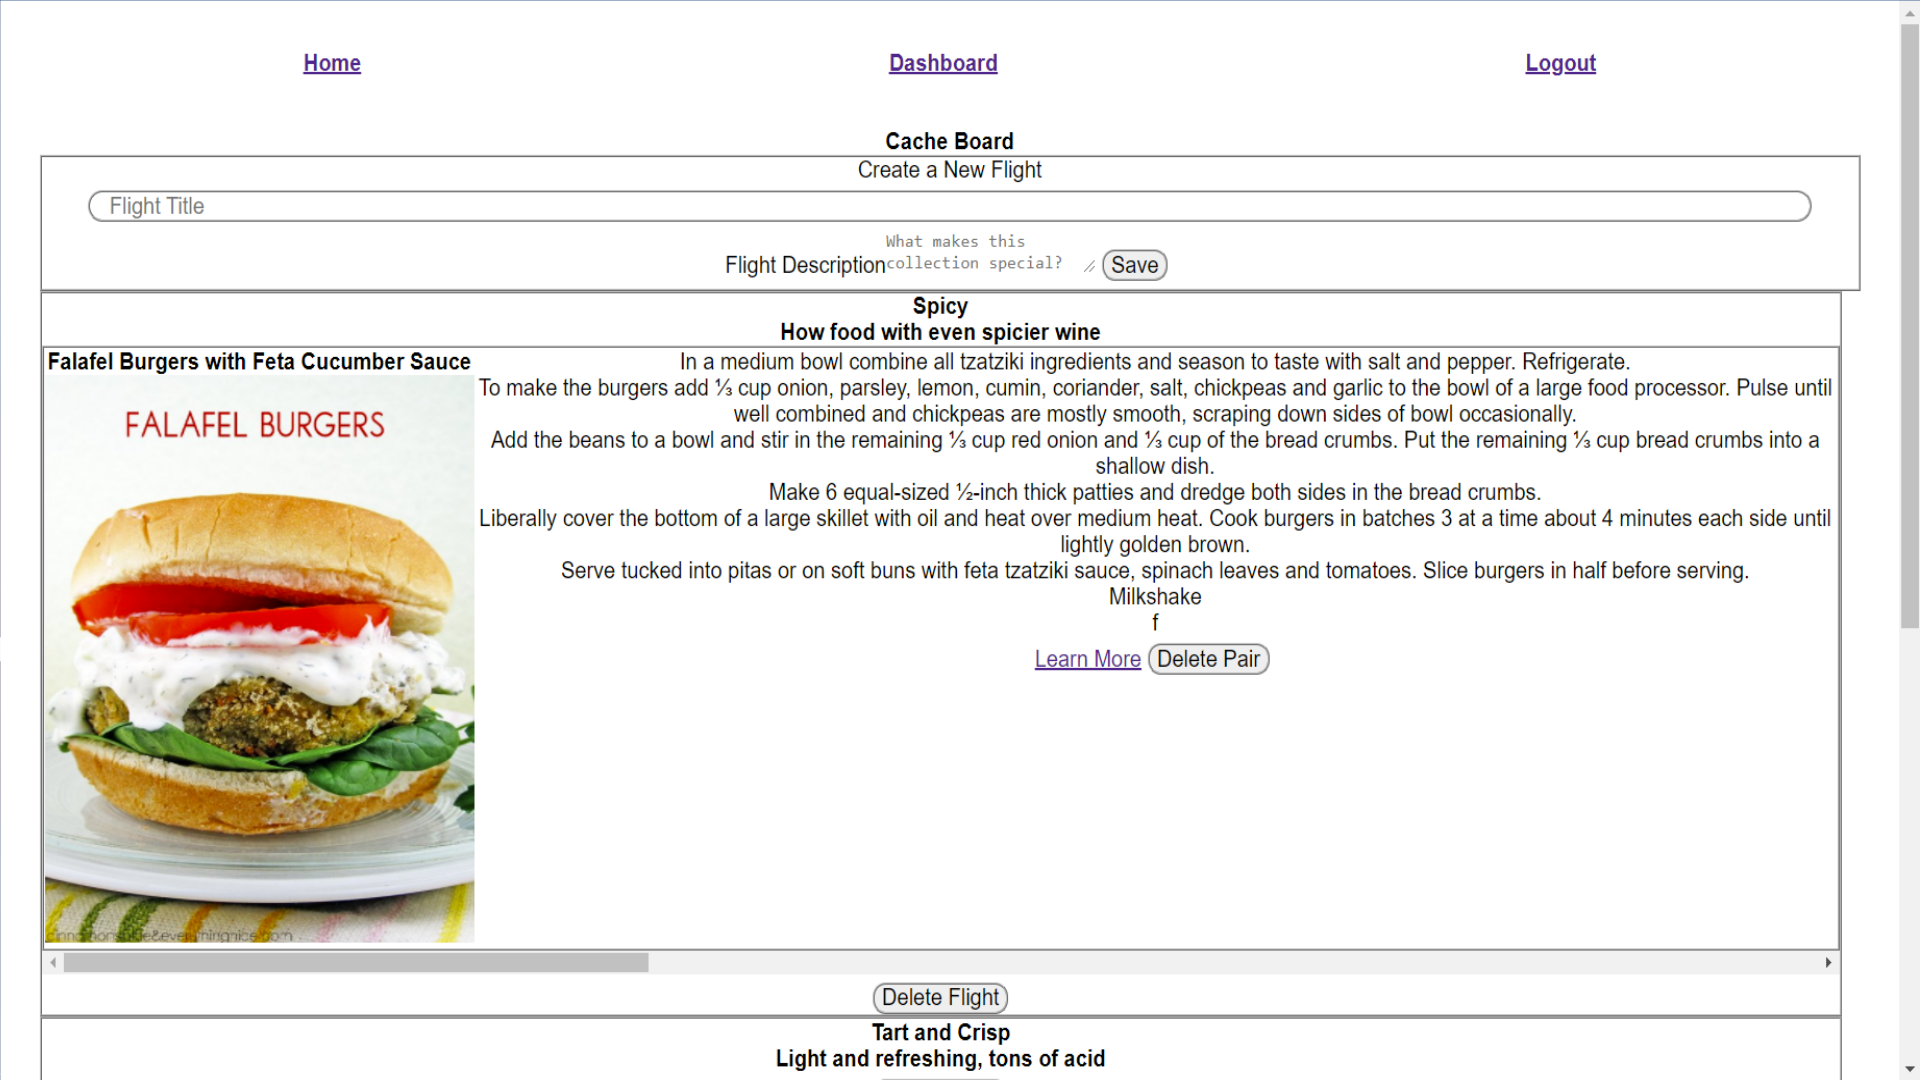 Home Dashboard Logout
Cache Board
Create a New Flight
Flight Title
What makes this
Flight Description collection special? Save
Spicy
How food with even spicier wine
Falafel Burgers with Feta Cucumber Sauce
FALAFEL BURGERS
In a medium bowl combine all tzatziki ingredients and season to taste with salt and pepper. Refrigerate.
To make the burgers add ⅓ cup onion, parsley, lemon, cumin, coriander, salt, chickpeas and garlic to the bowl of a large food processor. Pulse until
well combined and chickpeas are mostly smooth, scraping down sides of bowl occasionally.
Add the beans to a bowl and stir in the remaining ⅓ cup red onion and ⅓ cup of the bread crumbs. Put the remaining ⅓ cup bread crumbs into a
shallow dish.
Make 6 equal-sized ½-inch thick patties and dredge both sides in the bread crumbs.
Liberally cover the bottom of a large skillet with oil and heat over medium heat. Cook burgers in batches 3 at a time about 4 minutes each side until
lightly golden brown.
Serve tucked into pitas or on soft buns with feta tzatziki sauce, spinach leaves and tomatoes. Slice burgers in half before serving.
Milkshake
f
Learn More Delete Pair
Delete Flight
Tart and Crisp
Light and refreshing, tons of acid